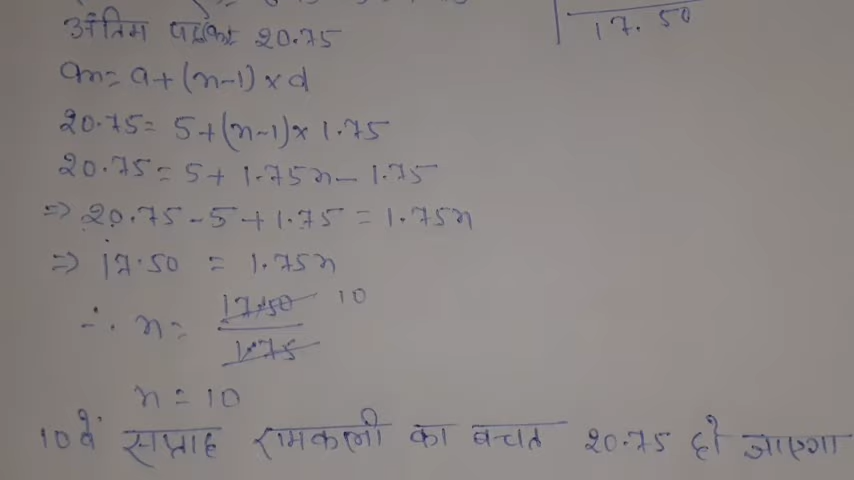 17.50
अंतिम पद 20.75
an = a + (n-1) × d
20.75 = 5 + (n-1) × 1.75
20.75 = 5 + 1.75n - 1.75
⇒ 20.75 - 5 + 1.75 = 1.75n
⇒ 17.50 = 1.75n
∴ n = 17.50 / 1.75 10
n = 10
10वें सप्ताह रामकली का बचत 20.75 हो जाएगा